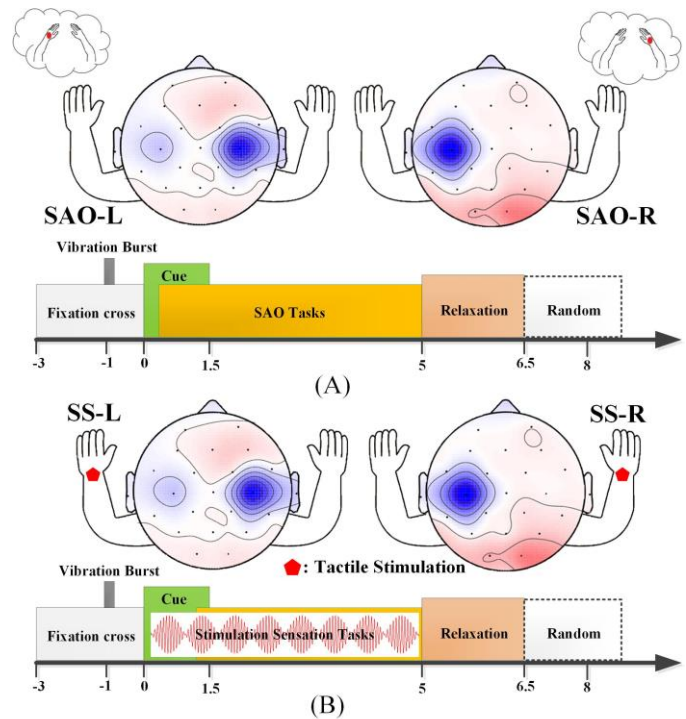 SAO-L
SAO-R
Vibration Burst
Cue
Fixation cross
SAO Tasks
Relaxation
Random
-3 -1 0 1.5 5 6.5 8
(A)
SS-L
SS-R
: Tactile Stimulation
Vibration Burst
Cue
Fixation cross
Stimulation Sensation Tasks
Relaxation
Random
-3 -1 0 1.5 5 6.5 8
(B)